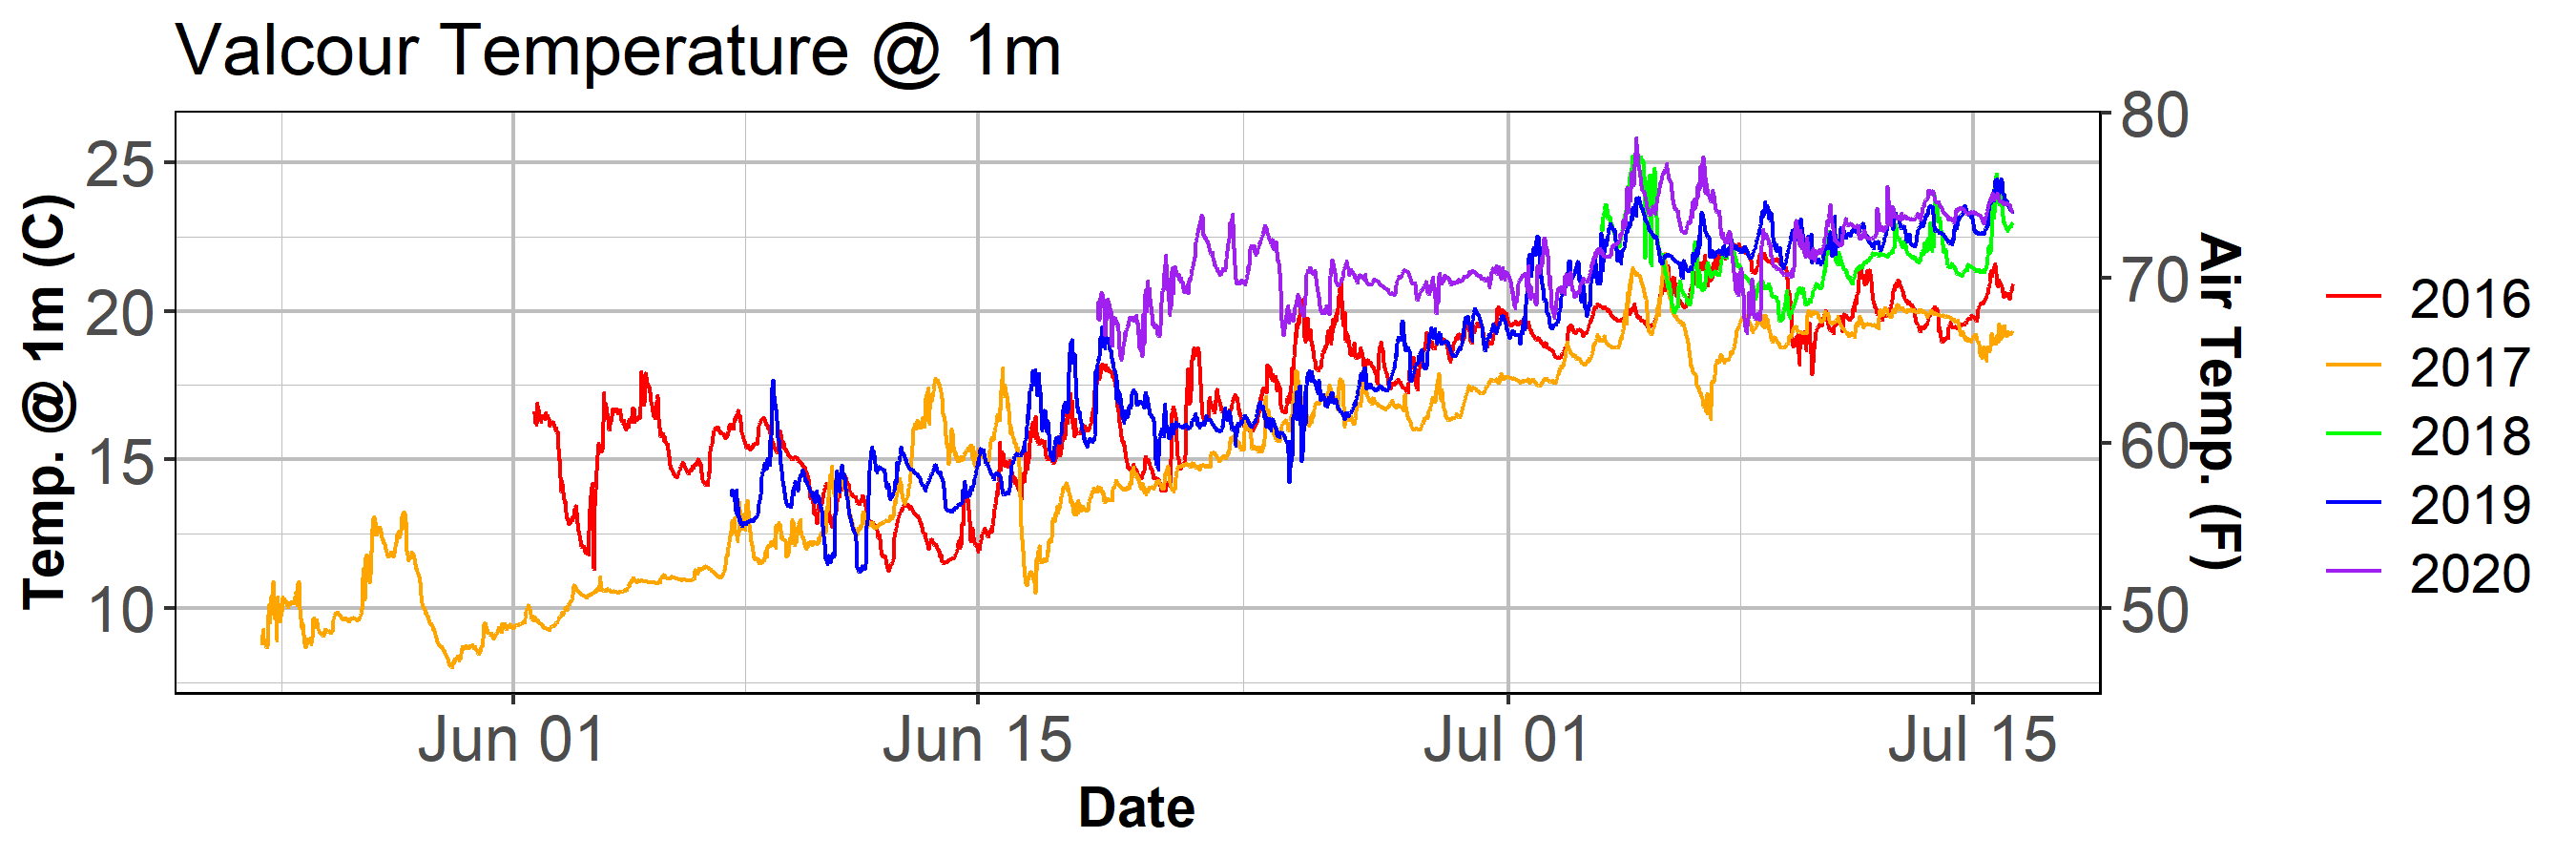 Valcour Temperature @ 1m
Temp. @ 1m (C)
25
20
15
10
80
70
60
50
Air Temp. (F)
Jun 01
Jun 15
Jul 01
Jul 15
Date
2016
2017
2018
2019
2020